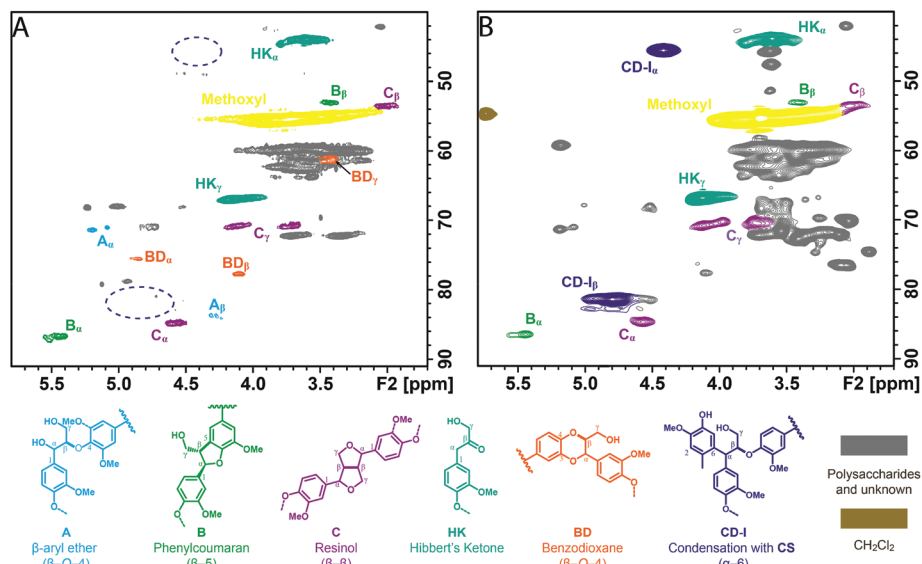 A
HKα
Bβ
Cβ
Methoxyl
BDγ
HKγ
Cγ
Aα
BDα
BDβ
Aβ
Bα
Cα
50
60
70
80
90
5.5 5.0 4.5 4.0 3.5 F2 [ppm]
B
HKα
CD-Iα
Bβ
Cβ
Methoxyl
HKγ
Cγ
CD-Iβ
Bα
Cα
50
60
70
80
90
5.5 5.0 4.5 4.0 3.5 F2 [ppm]
A
β-aryl ether
(β–O–4)
B
Phenylcoumaran
(β–5)
C
Resinol
(β–β)
HK
Hibbert's Ketone
BD
Benzodioxane
(β–O–4)
CD-I
Condensation with CS
(α–6)
Polysaccharides
and unknown
CH₂Cl₂